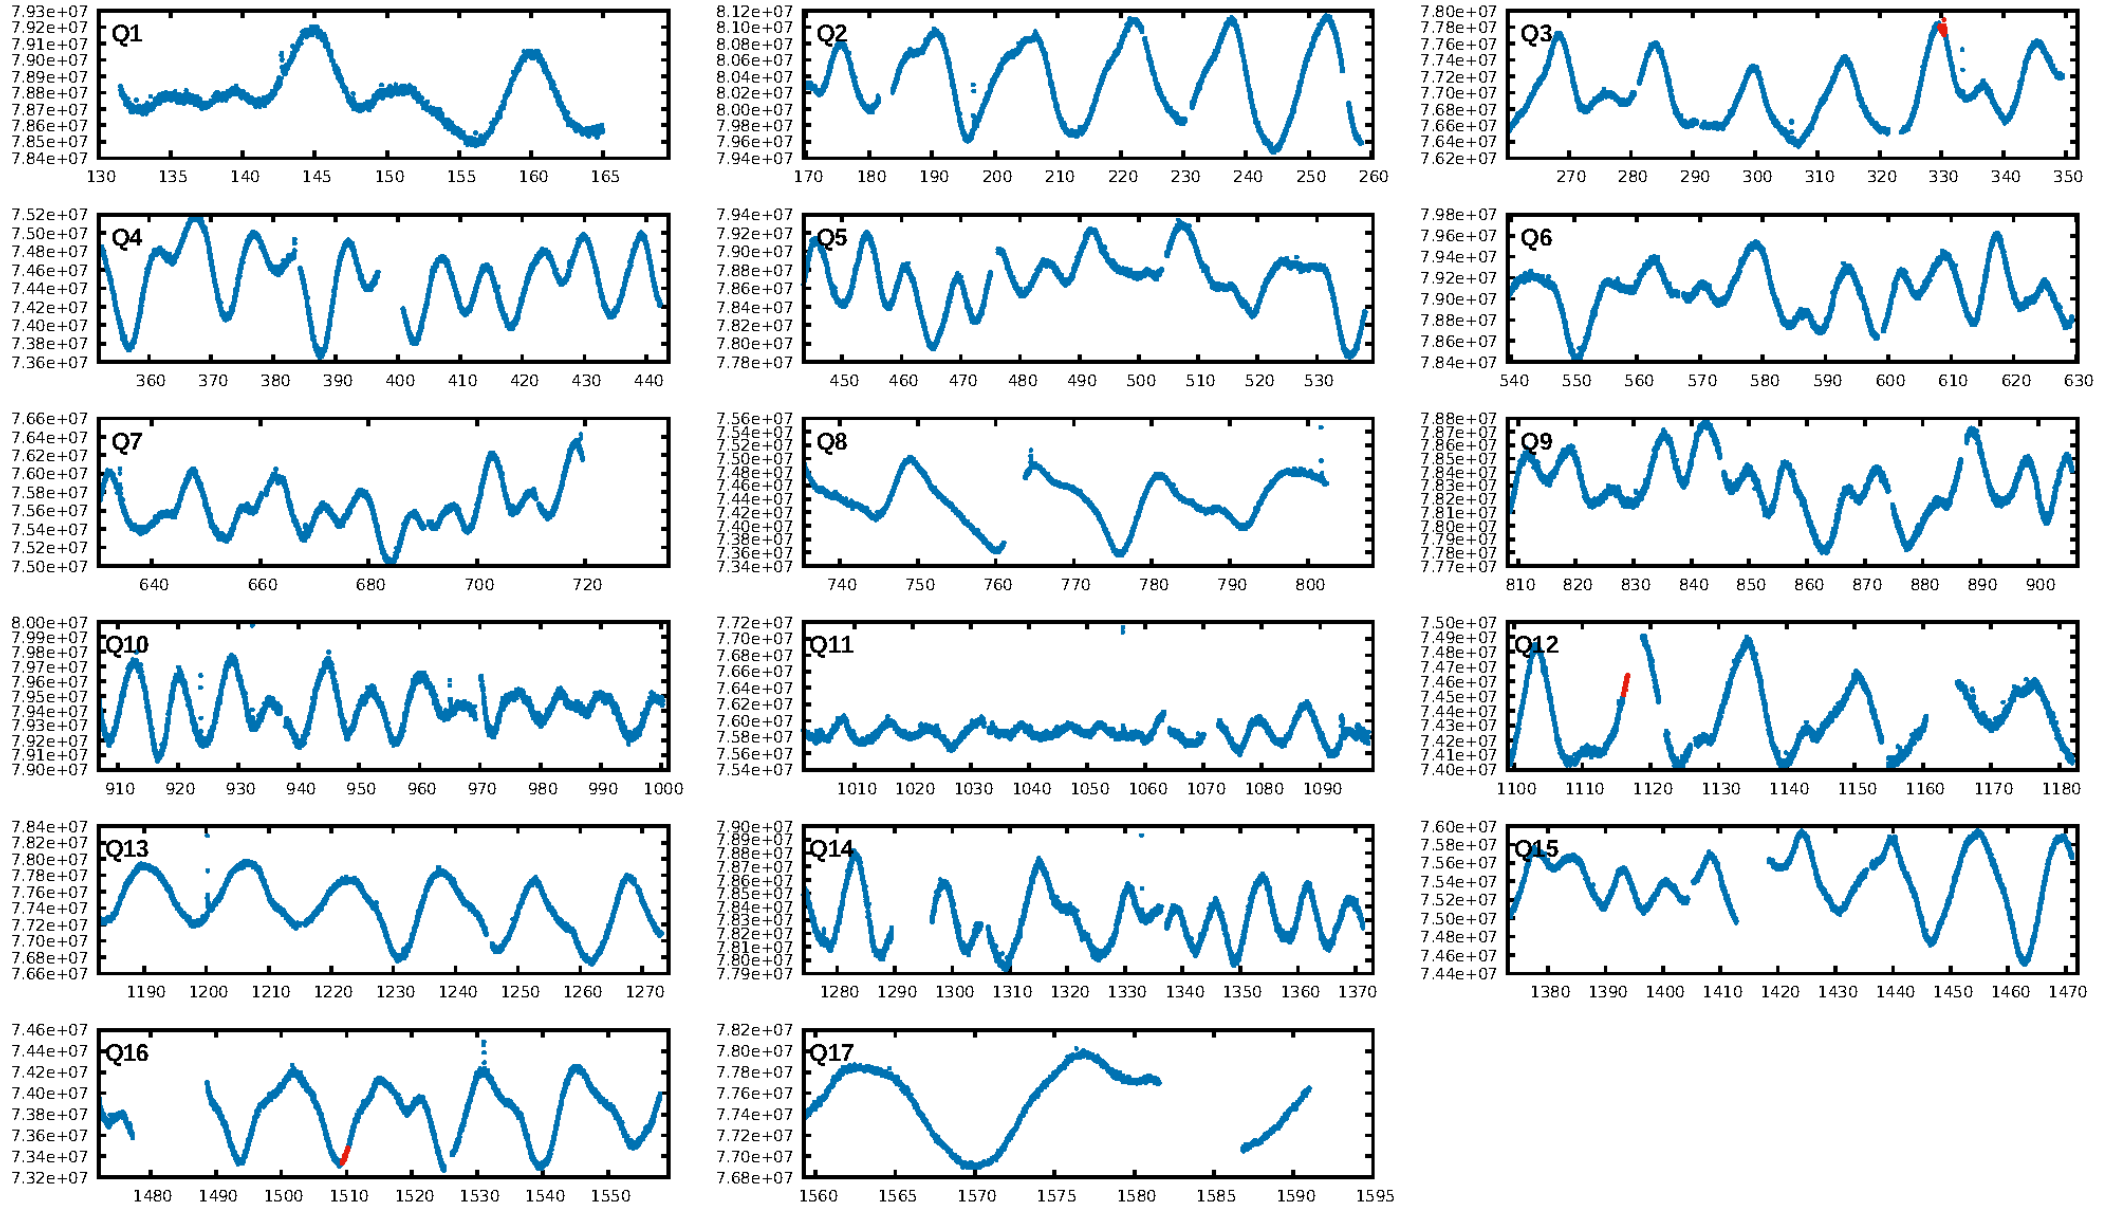 Q1
7.93e+07
7.92e+07
7.91e+07
7.90e+07
7.89e+07
7.88e+07
7.87e+07
7.86e+07
7.85e+07
7.84e+07
130 135 140 145 150 155 160 165
Q2
8.12e+07
8.10e+07
8.08e+07
8.06e+07
8.04e+07
8.02e+07
8.00e+07
7.98e+07
7.96e+07
7.94e+07
170 180 190 200 210 220 230 240 250 260
Q3
7.80e+07
7.78e+07
7.76e+07
7.74e+07
7.72e+07
7.70e+07
7.68e+07
7.66e+07
7.64e+07
7.62e+07
270 280 290 300 310 320 330 340 350
Q4
7.52e+07
7.50e+07
7.48e+07
7.46e+07
7.44e+07
7.42e+07
7.40e+07
7.38e+07
7.36e+07
360 370 380 390 400 410 420 430 440
Q5
7.94e+07
7.92e+07
7.90e+07
7.88e+07
7.86e+07
7.84e+07
7.82e+07
7.80e+07
7.78e+07
450 460 470 480 490 500 510 520 530
Q6
7.98e+07
7.96e+07
7.94e+07
7.92e+07
7.90e+07
7.88e+07
7.86e+07
7.84e+07
540 550 560 570 580 590 600 610 620 630
Q7
7.66e+07
7.64e+07
7.62e+07
7.60e+07
7.58e+07
7.56e+07
7.54e+07
7.52e+07
7.50e+07
640 660 680 700 720
Q8
7.56e+07
7.54e+07
7.52e+07
7.50e+07
7.48e+07
7.46e+07
7.44e+07
7.42e+07
7.40e+07
7.38e+07
7.36e+07
7.34e+07
740 750 760 770 780 790 800
Q9
7.88e+07
7.87e+07
7.86e+07
7.85e+07
7.84e+07
7.83e+07
7.82e+07
7.81e+07
7.80e+07
7.79e+07
7.78e+07
7.77e+07
810 820 830 840 850 860 870 880 890 900
Q10
8.00e+07
7.99e+07
7.98e+07
7.97e+07
7.96e+07
7.95e+07
7.94e+07
7.93e+07
7.92e+07
7.91e+07
7.90e+07
910 920 930 940 950 960 970 980 990 1000
Q11
7.72e+07
7.70e+07
7.68e+07
7.66e+07
7.64e+07
7.62e+07
7.60e+07
7.58e+07
7.56e+07
7.54e+07
1010 1020 1030 1040 1050 1060 1070 1080 1090
Q12
7.50e+07
7.49e+07
7.48e+07
7.47e+07
7.46e+07
7.45e+07
7.44e+07
7.43e+07
7.42e+07
7.41e+07
7.40e+07
1100 1110 1120 1130 1140 1150 1160 1170 1180
Q13
7.84e+07
7.82e+07
7.80e+07
7.78e+07
7.76e+07
7.74e+07
7.72e+07
7.70e+07
7.68e+07
7.66e+07
1190 1200 1210 1220 1230 1240 1250 1260 1270
Q14
7.90e+07
7.89e+07
7.88e+07
7.87e+07
7.86e+07
7.85e+07
7.84e+07
7.83e+07
7.82e+07
7.81e+07
7.80e+07
7.79e+07
1280 1290 1300 1310 1320 1330 1340 1350 1360 1370
Q15
7.60e+07
7.58e+07
7.56e+07
7.54e+07
7.52e+07
7.50e+07
7.48e+07
7.46e+07
7.44e+07
1380 1390 1400 1410 1420 1430 1440 1450 1460 1470
Q16
7.46e+07
7.44e+07
7.42e+07
7.40e+07
7.38e+07
7.36e+07
7.34e+07
7.32e+07
1480 1490 1500 1510 1520 1530 1540 1550
Q17
7.82e+07
7.80e+07
7.78e+07
7.76e+07
7.74e+07
7.72e+07
7.70e+07
7.68e+07
1560 1565 1570 1575 1580 1585 1590 1595